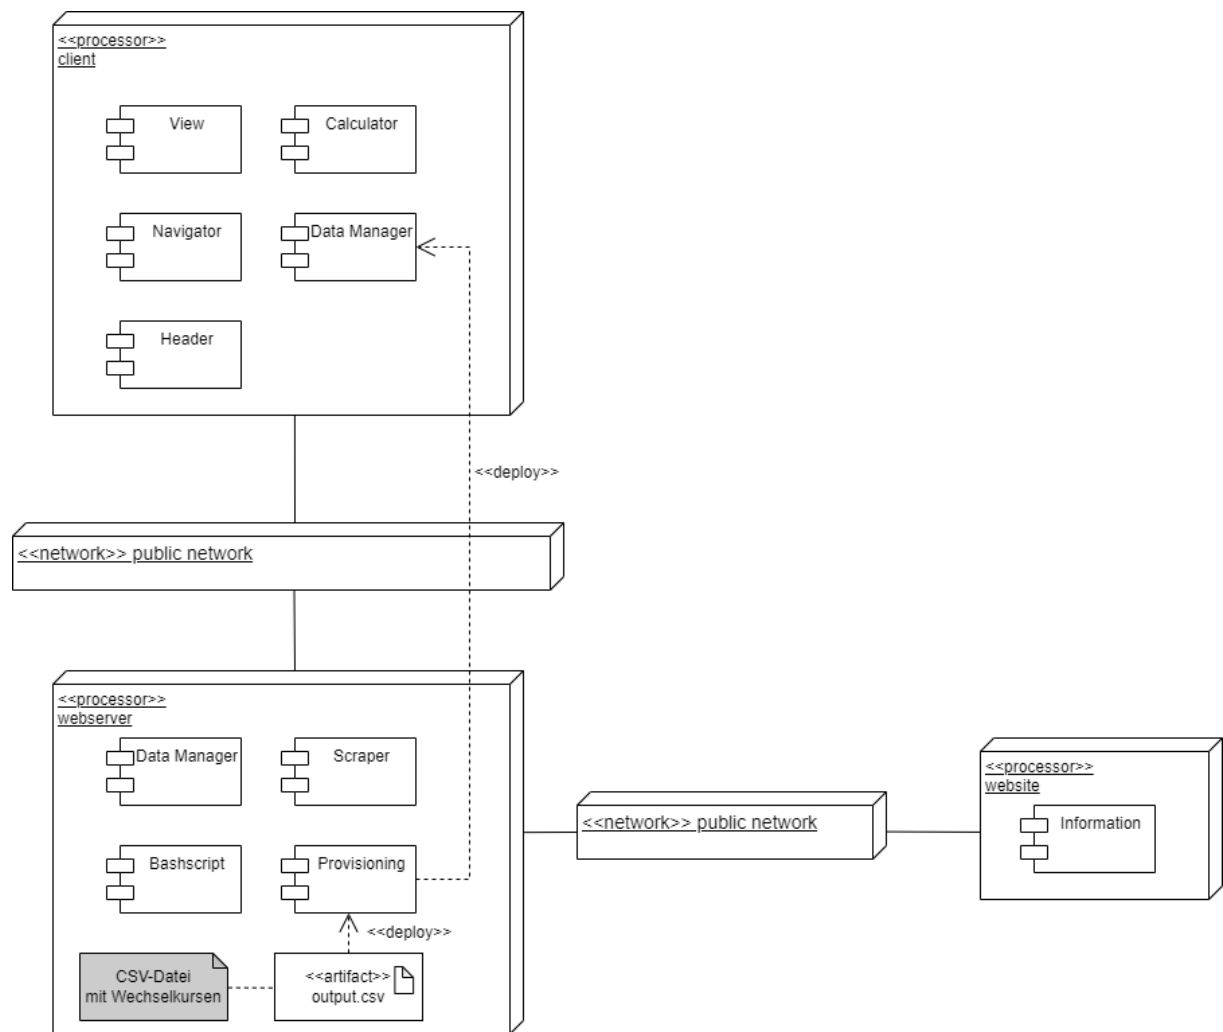 <<processor>>
client
View
Calculator
Navigator
Data Manager
Header
<<deploy>>
<<network>> public network
<<processor>>
webserver
Data Manager
Scraper
Bashscript
Provisioning
<<deploy>>
CSV-Datei
mit Wechselkursen
<<artifact>>
output.csv
<<network>> public network
<<processor>>
website
Information